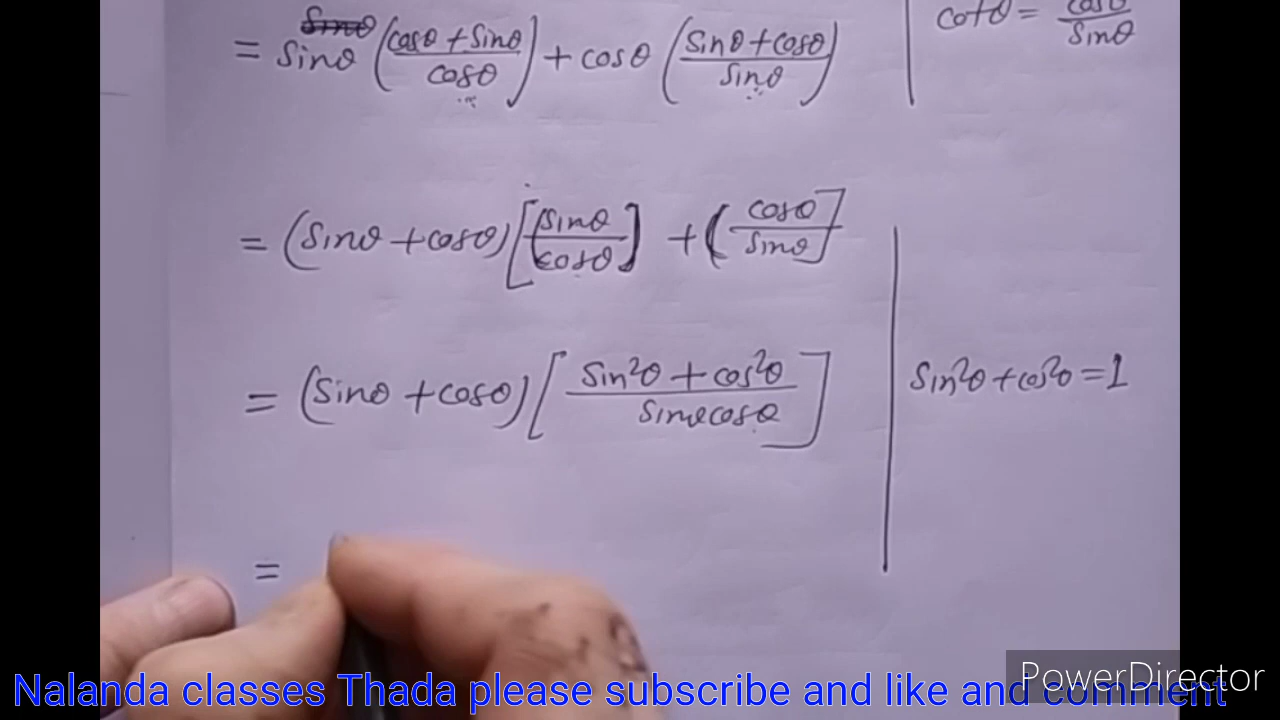 cotθ = cosθ/sinθ
= sinθ (cosθ + sinθ/cosθ) + cosθ (sinθ + cosθ/sinθ)
= (sinθ + cosθ) [(sinθ/cosθ] + (cosθ/sinθ]
= (sinθ + cosθ) [sin²θ + cos²θ/sinθcosθ]
sin²θ + cos²θ = 1
=
PowerDirector
Nalanda classes Thada please subscribe and like and comment